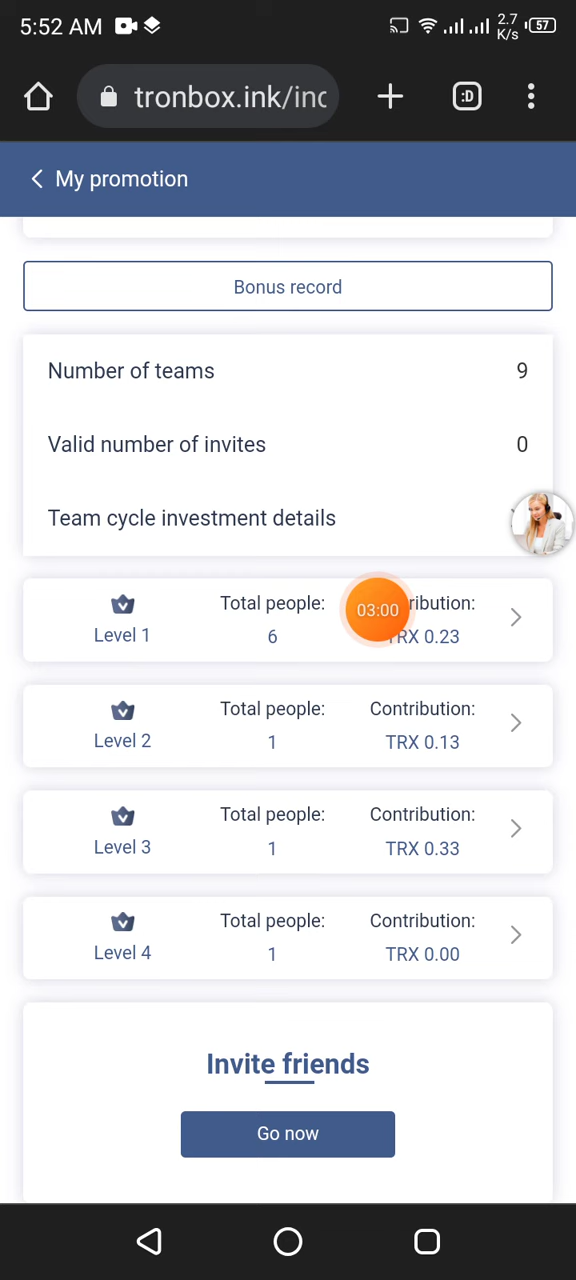 5:52 AM 2.7 K/s 57
tronbox.ink/inc :D
My promotion
Bonus record
Number of teams 9
Valid number of invites 0
Team cycle investment details
Total people: ribution:
Level 1 6 TRX 0.23
03:00
Total people: Contribution:
Level 2 1 TRX 0.13
Total people: Contribution:
Level 3 1 TRX 0.33
Total people: Contribution:
Level 4 1 TRX 0.00
Invite friends
Go now